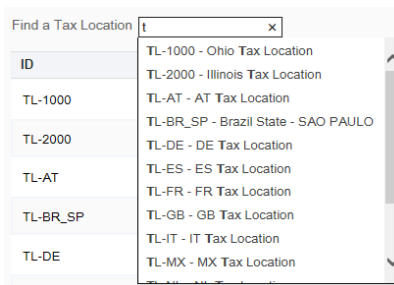 Find a Tax Location t ×
ID
TL-1000
TL-2000
TL-AT
TL-BR_SP
TL-DE
TL-1000 - Ohio Tax Location
TL-2000 - Illinois Tax Location
TL-AT - AT Tax Location
TL-BR_SP - Brazil State - SAO PAULO
TL-DE - DE Tax Location
TL-ES - ES Tax Location
TL-FR - FR Tax Location
TL-GB - GB Tax Location
TL-IT - IT Tax Location
TL-MX - MX Tax Location